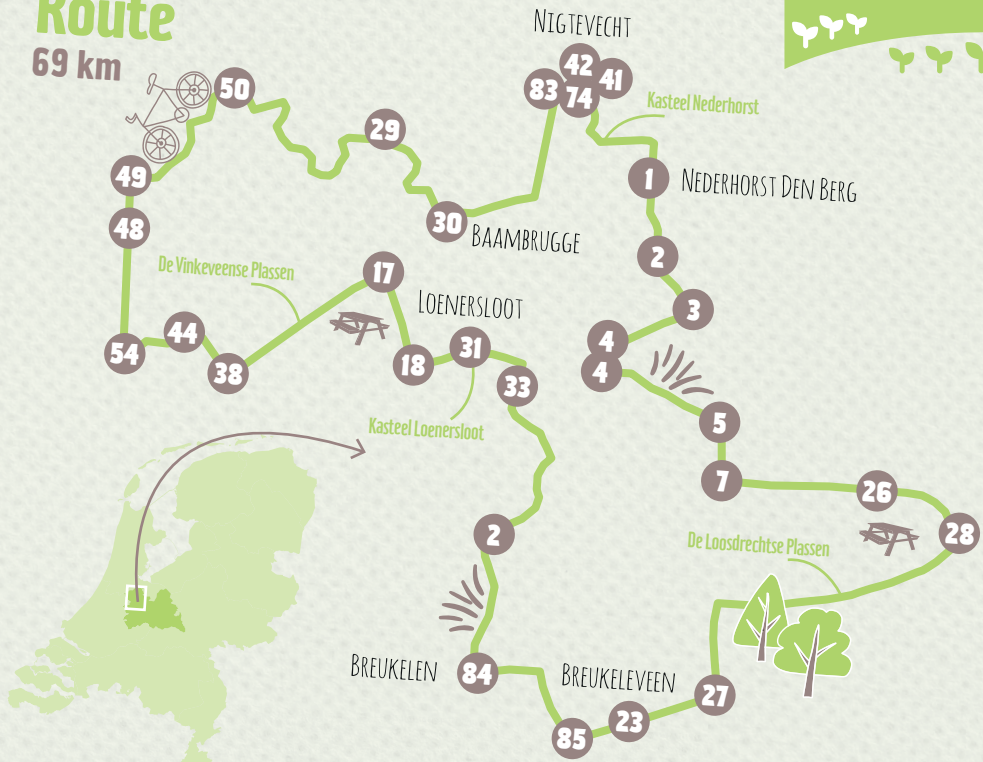 Route
69 km
NIGTEVECHT
42
41
83
74
50
Kasteel Nederhorst
29
49
1
NEDERHORST DEN BERG
30
48
BAAMBRUGGE
2
De Vinkeveense Plassen
17
LOENERSLOOT
3
44
4
31
54
18
4
38
33
Kasteel Loenersloot
5
7
26
2
28
De Loosdrechtse Plassen
BREUKELEN
84
BREUKELEVEEN
27
23
85